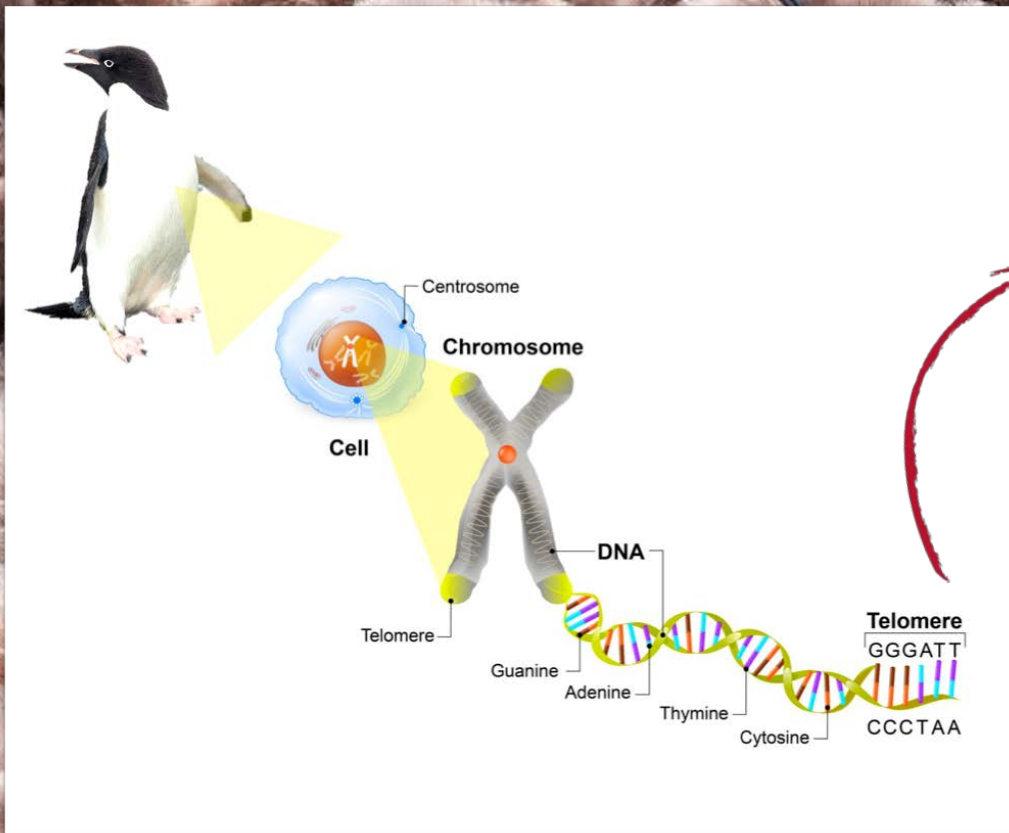 Centrosome
Chromosome
Cell
DNA
Telomere
Guanine
Adenine
Thymine
Cytosine
Telomere
GGGATT
CCCTAA